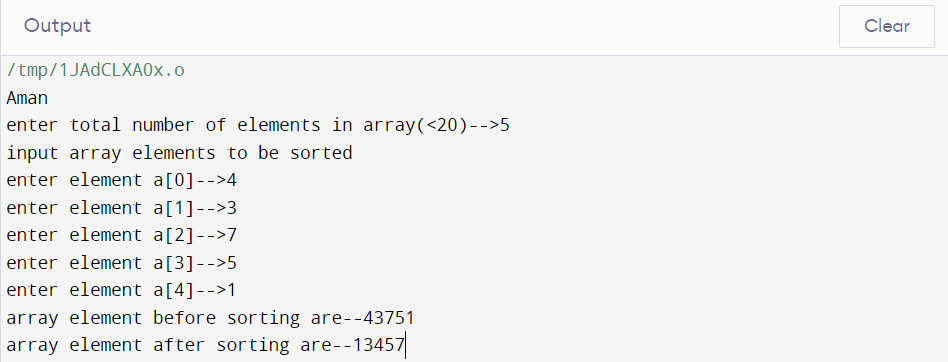 Output
Clear
/tmp/1JAdCLXA0x.o
Aman
enter total number of elements in array(<20)-->5
input array elements to be sorted
enter element a[0]-->4
enter element a[1]-->3
enter element a[2]-->7
enter element a[3]-->5
enter element a[4]-->1
array element before sorting are--43751
array element after sorting are--13457